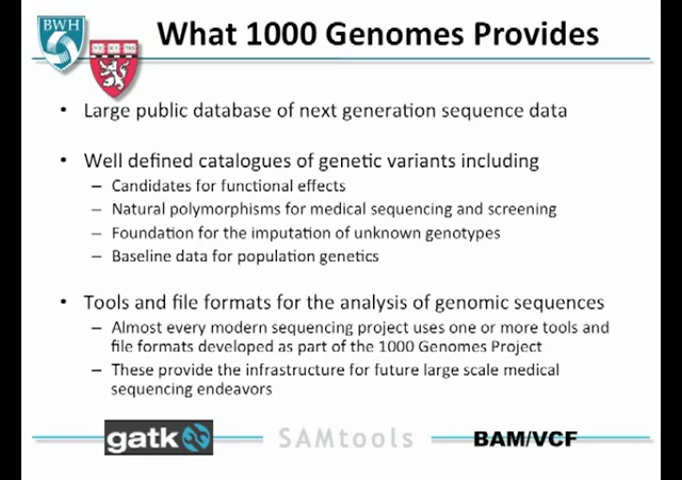 BWH
What 1000 Genomes Provides
• Large public database of next generation sequence data
• Well defined catalogues of genetic variants including
– Candidates for functional effects
– Natural polymorphisms for medical sequencing and screening
– Foundation for the imputation of unknown genotypes
– Baseline data for population genetics
• Tools and file formats for the analysis of genomic sequences
– Almost every modern sequencing project uses one or more tools and
file formats developed as part of the 1000 Genomes Project
– These provide the infrastructure for future large scale medical
sequencing endeavors
gatk
SAMtools
BAM/VCF